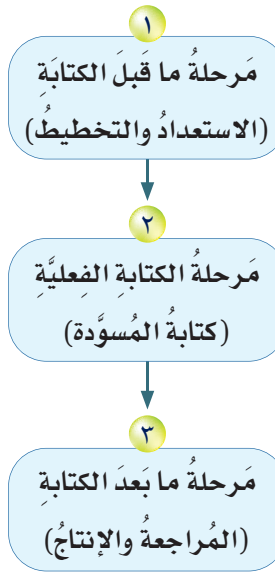 ١
مَرحلةُ ما قَبلَ الكتابَةِ
(الاستعدادُ والتخطيطُ)
٢
مَرحلةُ الكتابةِ الفِعليَّةِ
(كتابةُ المُسوَّدة)
٣
مَرحلةُ ما بَعدَ الكتابةِ
(المُراجعةُ والإنتاجُ)